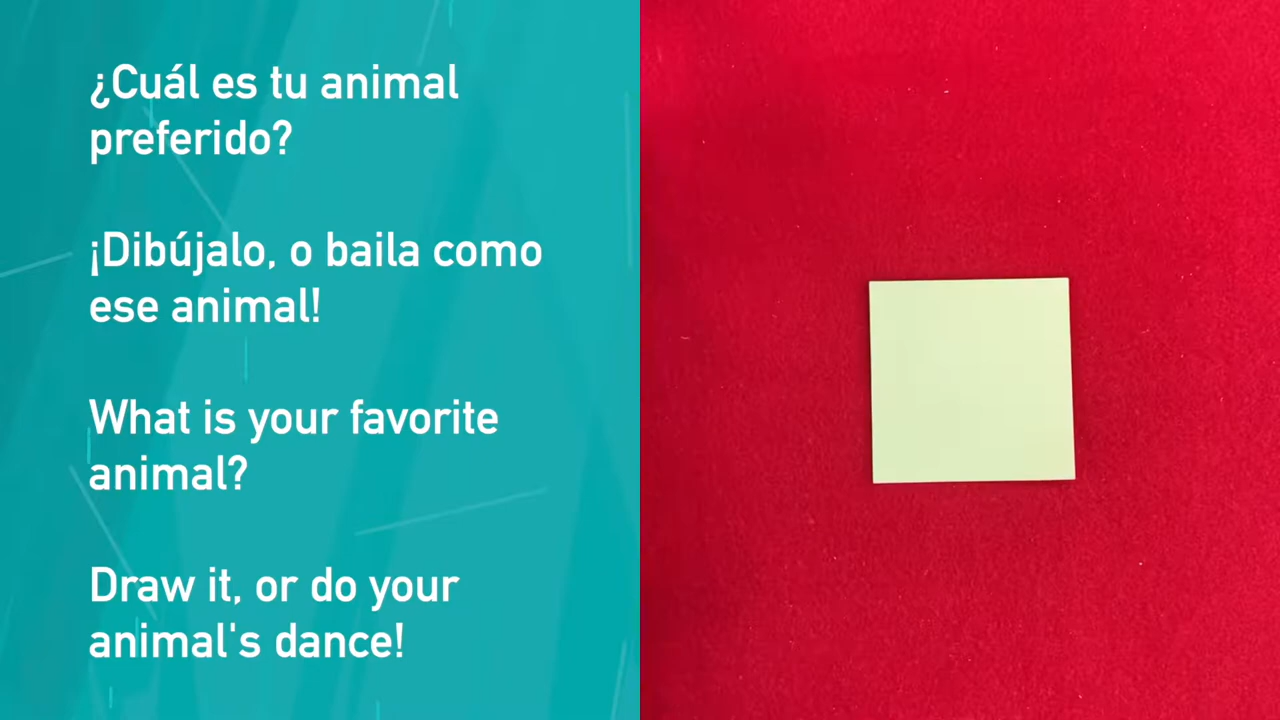 ¿Cuál es tu animal
preferido?
¡Dibújalo, o baila como
ese animal!
What is your favorite
animal?
Draw it, or do your
animal's dance!